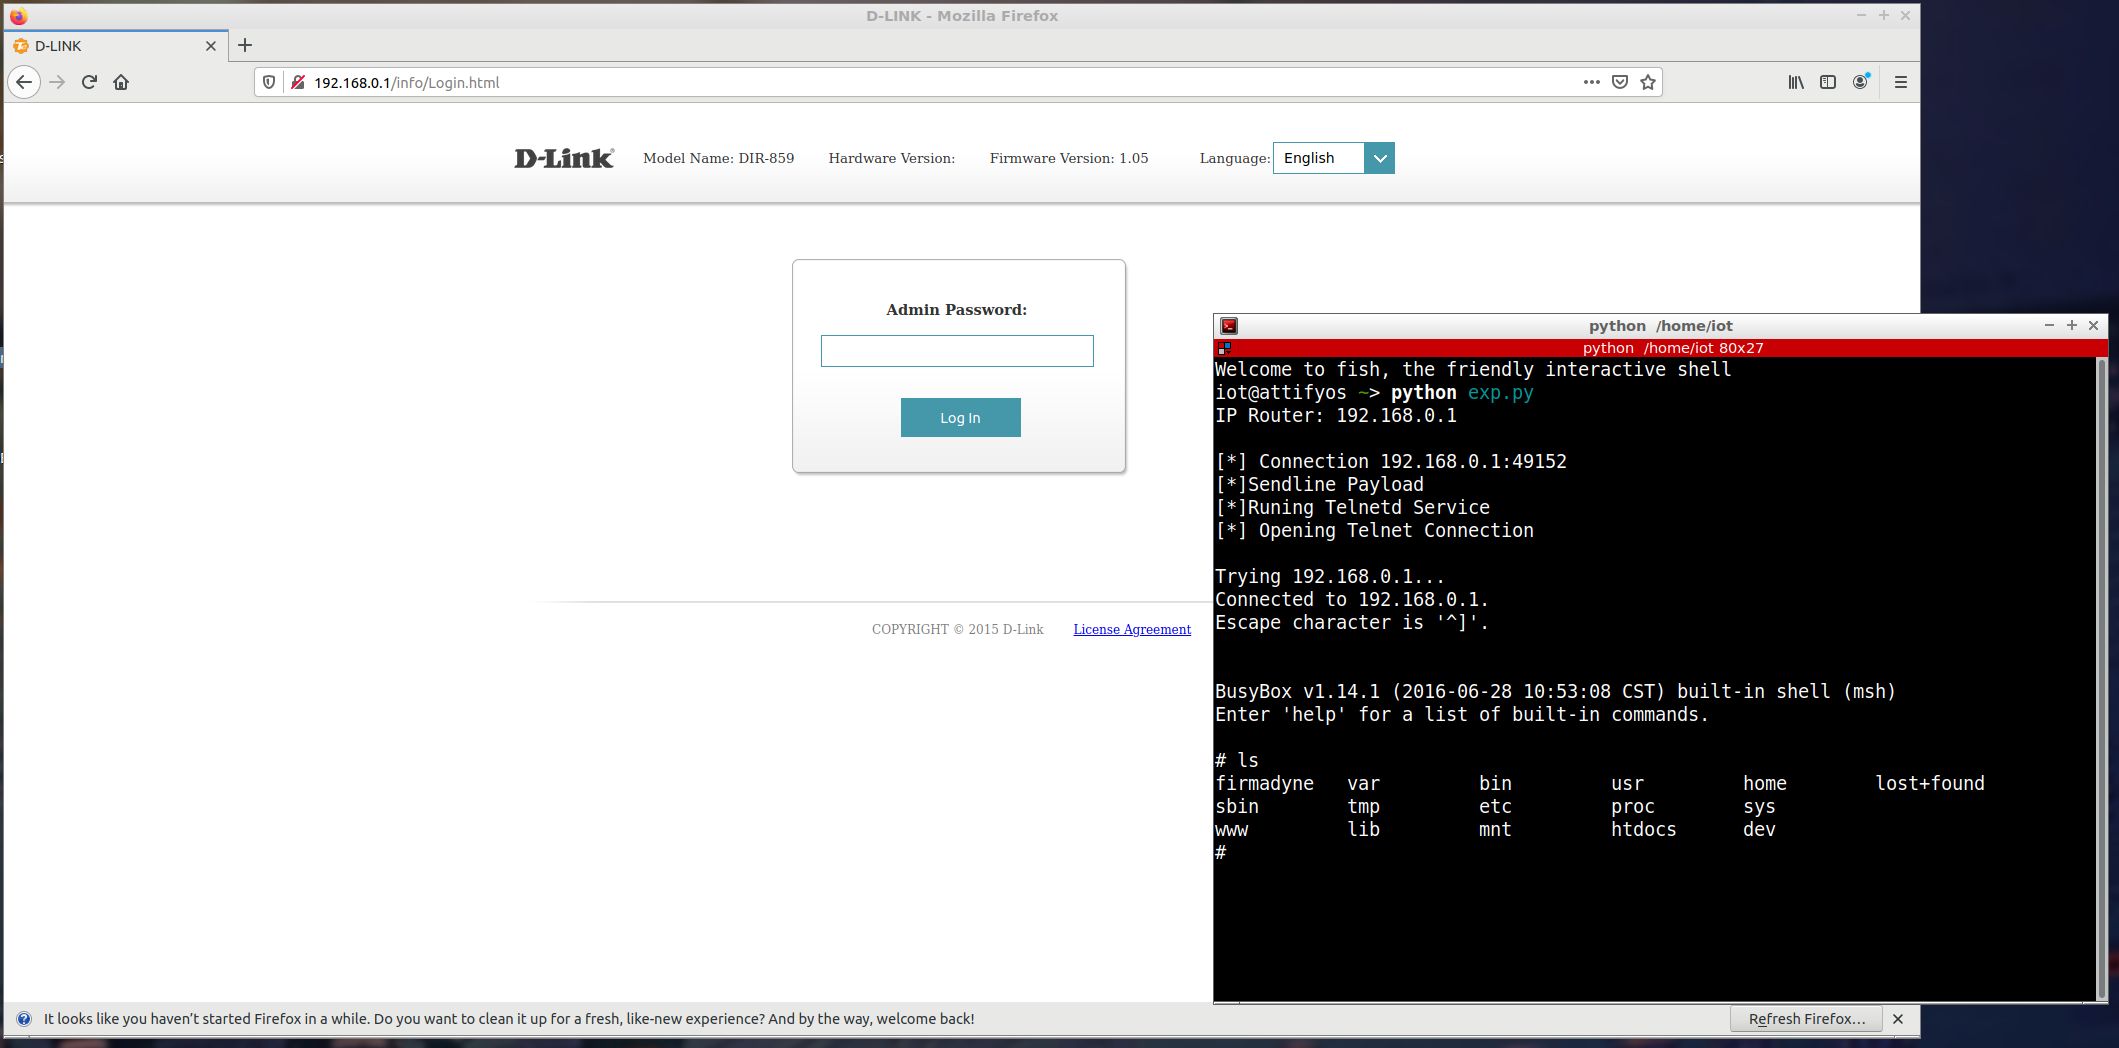 D-LINK - Mozilla Firefox
D-LINK
192.168.0.1/info/Login.html
D-Link
Model Name: DIR-859
Hardware Version:
Firmware Version: 1.05
Language:
English
Admin Password:
Log In
COPYRIGHT © 2015 D-Link
License Agreement
python /home/iot
python /home/iot 80x27
Welcome to fish, the friendly interactive shell
iot@attifyos ~> python exp.py
IP Router: 192.168.0.1
[*] Connection 192.168.0.1:49152
[*]Sendline Payload
[*]Runing Telnetd Service
[*] Opening Telnet Connection
Trying 192.168.0.1...
Connected to 192.168.0.1.
Escape character is '^]'.
BusyBox v1.14.1 (2016-06-28 10:53:08 CST) built-in shell (msh)
Enter 'help' for a list of built-in commands.
# ls
firmadyne var bin usr home lost+found
sbin tmp etc proc sys
www lib mnt htdocs dev
#
It looks like you haven't started Firefox in a while. Do you want to clean it up for a fresh, like-new experience? And by the way, welcome back!
Refresh Firefox...